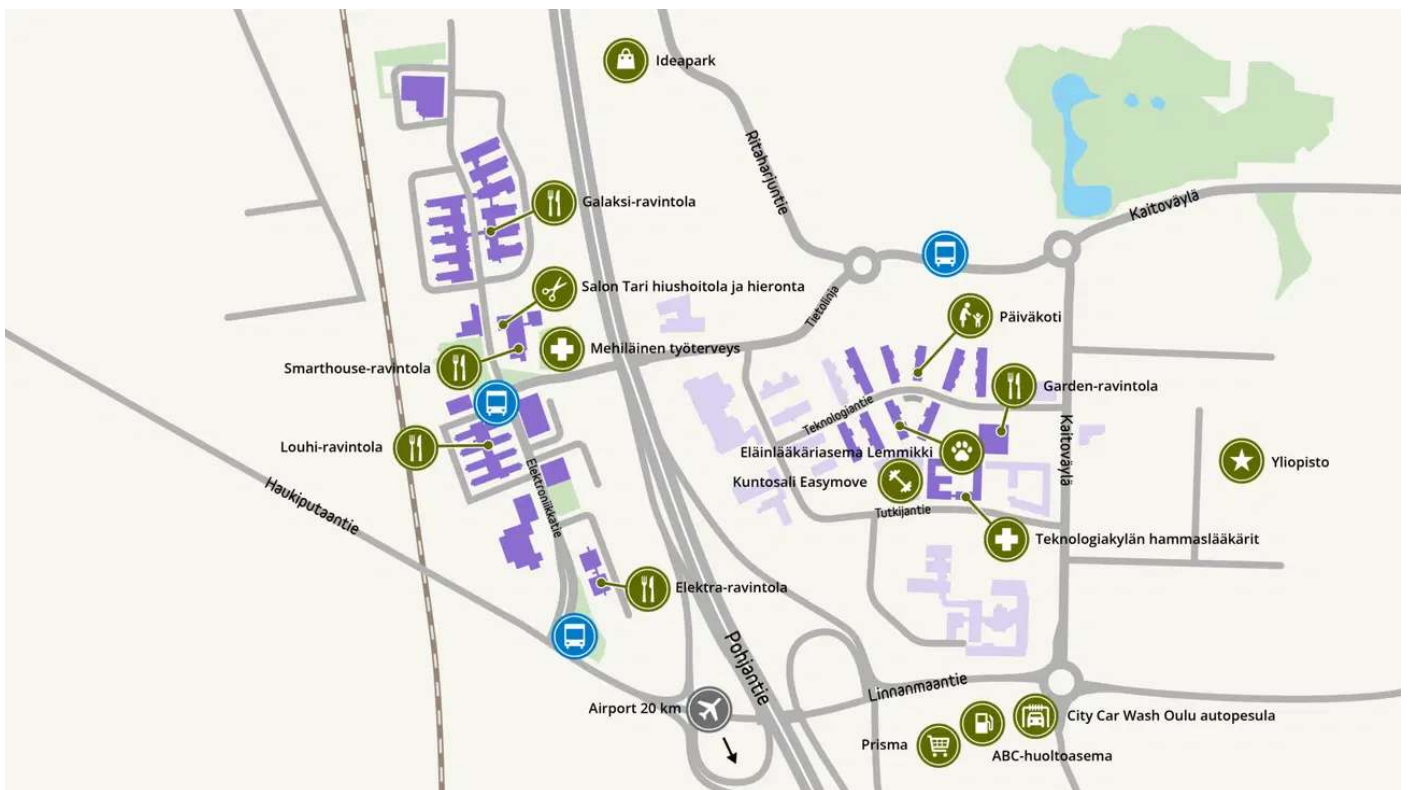 Ideapark
Ritaharjuntie
Galaksi-ravintola
Kaitoväylä
Salon Tari hiushoitola ja hieronta
Tietolinja
Päiväkoti
Mehiläinen työterveys
Smarthouse-ravintola
Garden-ravintola
Teknologiantie
Kaitoväylä
Louhi-ravintola
Eläinlääkäriasema Lemmikki
Yliopisto
Elektroniikkatie
Kuntosali Easymove
Haukiputaantie
Tutkijantie
Teknologiakylän hammaslääkärit
Elektra-ravintola
Pohjantie
Linnanmaantie
Airport 20 km
City Car Wash Oulu autopesula
Prisma
ABC-huoltoasema